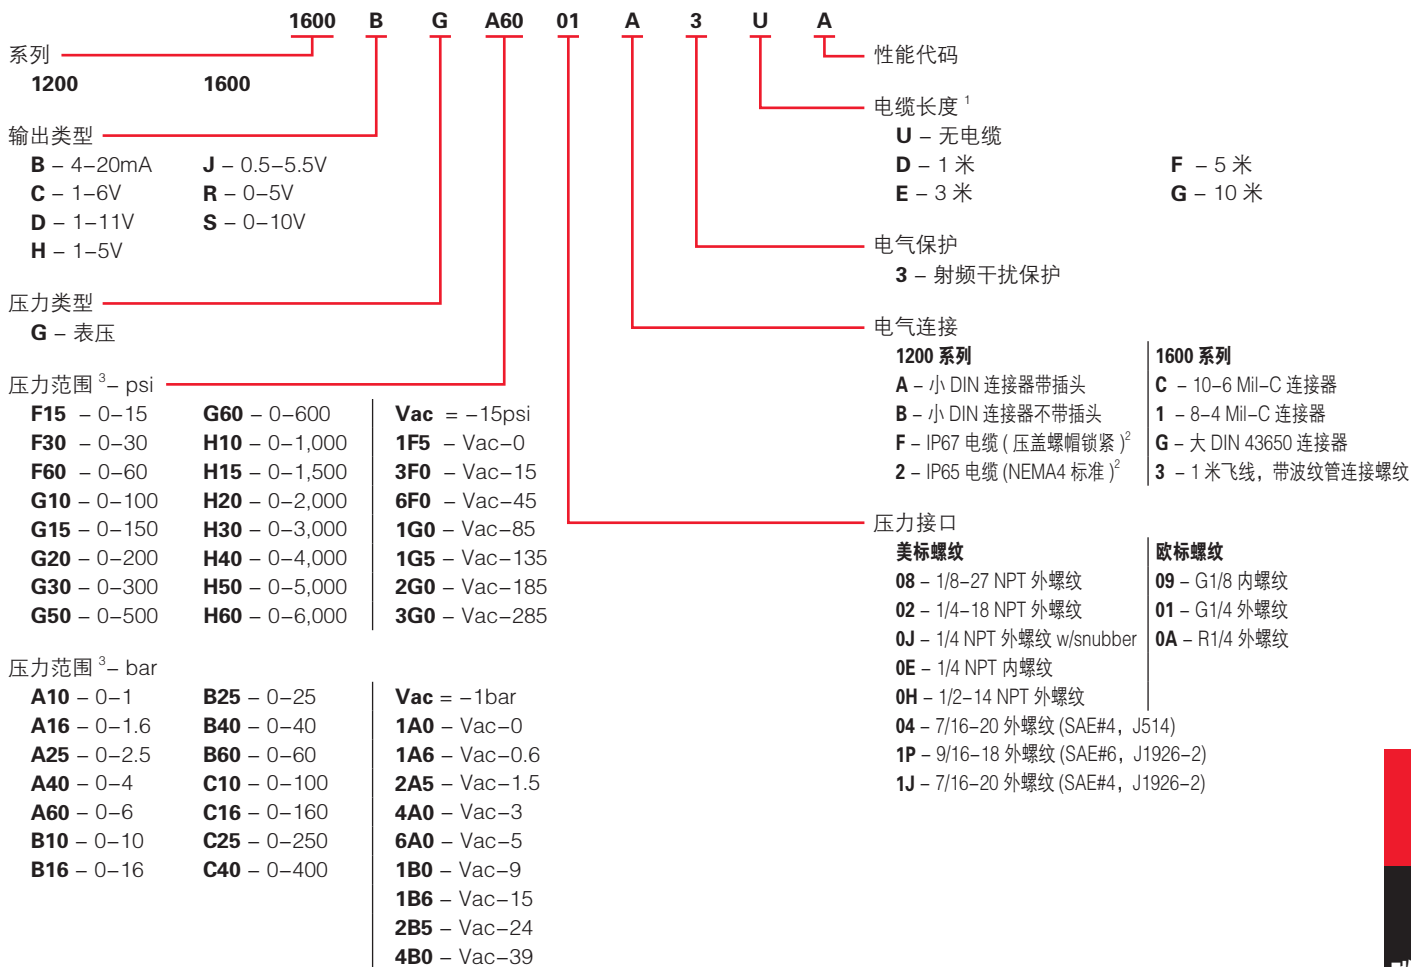 1600 B G A60 01 A 3 U A
系列
1200 1600
输出类型
B – 4–20mA J – 0.5–5.5V
C – 1–6V R – 0–5V
D – 1–11V S – 0–10V
H – 1–5V
压力类型
G – 表压
压力范围 3– psi
F15 – 0–15 G60 – 0–600 Vac = –15psi
F30 – 0–30 H10 – 0–1,000 1F5 – Vac–0
F60 – 0–60 H15 – 0–1,500 3F0 – Vac–15
G10 – 0–100 H20 – 0–2,000 6F0 – Vac–45
G15 – 0–150 H30 – 0–3,000 1G0 – Vac–85
G20 – 0–200 H40 – 0–4,000 1G5 – Vac–135
G30 – 0–300 H50 – 0–5,000 2G0 – Vac–185
G50 – 0–500 H60 – 0–6,000 3G0 – Vac–285
压力范围 3– bar
A10 – 0–1 B25 – 0–25 Vac = –1bar
A16 – 0–1.6 B40 – 0–40 1A0 – Vac–0
A25 – 0–2.5 B60 – 0–60 1A6 – Vac–0.6
A40 – 0–4 C10 – 0–100 2A5 – Vac–1.5
A60 – 0–6 C16 – 0–160 4A0 – Vac–3
B10 – 0–10 C25 – 0–250 6A0 – Vac–5
B16 – 0–16 C40 – 0–400 1B0 – Vac–9
1B6 – Vac–15
2B5 – Vac–24
4B0 – Vac–39
性能代码
电缆长度 1
U – 无电缆
D – 1 米 F – 5 米
E – 3 米 G – 10 米
电气保护
3 – 射频干扰保护
电气连接
1200 系列 1600 系列
A – 小 DIN 连接器带插头 C – 10–6 Mil–C 连接器
B – 小 DIN 连接器不带插头 1 – 8–4 Mil–C 连接器
F – IP67 电缆 ( 压盖螺帽锁紧 )2 G – 大 DIN 43650 连接器
2 – IP65 电缆 (NEMA4 标准 )2 3 – 1 米飞线，带波纹管连接螺纹
压力接口
美标螺纹 欧标螺纹
08 – 1/8–27 NPT 外螺纹 09 – G1/8 内螺纹
02 – 1/4–18 NPT 外螺纹 01 – G1/4 外螺纹
0J – 1/4 NPT 外螺纹 w/snubber 0A – R1/4 外螺纹
0E – 1/4 NPT 内螺纹
0H – 1/2–14 NPT 外螺纹
04 – 7/16–20 外螺纹 (SAE#4，J514)
1P – 9/16–18 外螺纹 (SAE#6，J1926–2)
1J – 7/16–20 外螺纹 (SAE#4，J1926–2)